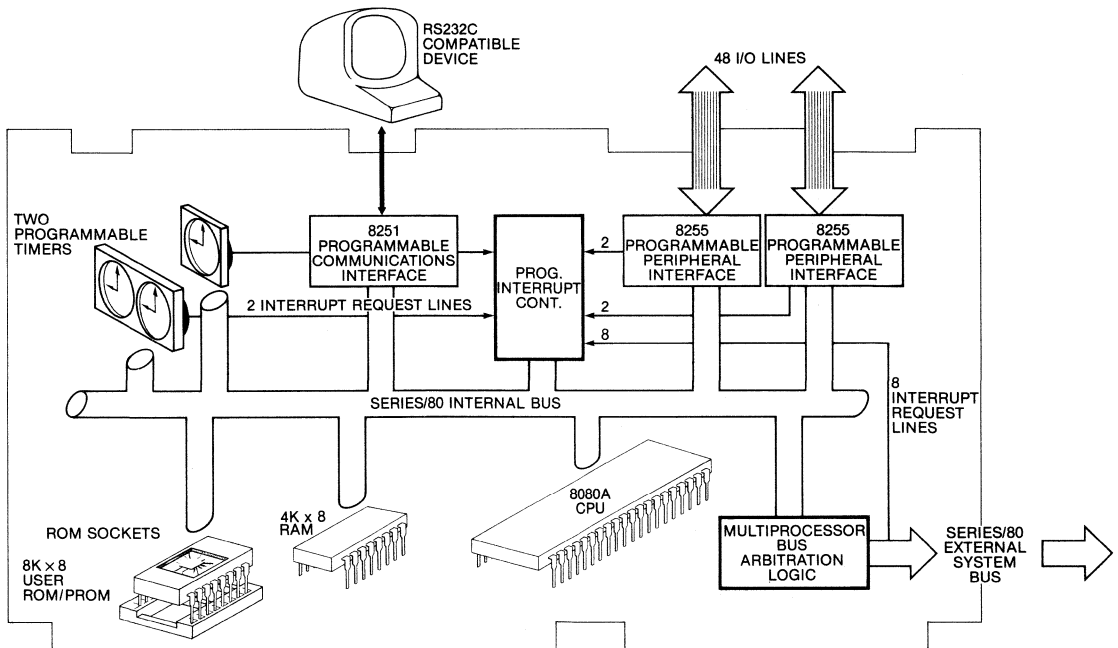 RS232C
COMPATIBLE
DEVICE
48 I/O LINES
TWO
PROGRAMMABLE
TIMERS
8251
PROGRAMMABLE
COMMUNICATIONS
INTERFACE
PROG.
INTERRUPT
CONT.
2
8255
PROGRAMMABLE
PERIPHERAL
INTERFACE
8255
PROGRAMMABLE
PERIPHERAL
INTERFACE
2 INTERRUPT REQUEST LINES
2
8
8
INTERRUPT
REQUEST
LINES
SERIES/80 INTERNAL BUS
ROM SOCKETS
8K × 8
USER
ROM/PROM
4K × 8
RAM
8080A
CPU
MULTIPROCESSOR
BUS
ARBITRATION
LOGIC
SERIES/80
EXTERNAL
SYSTEM
BUS